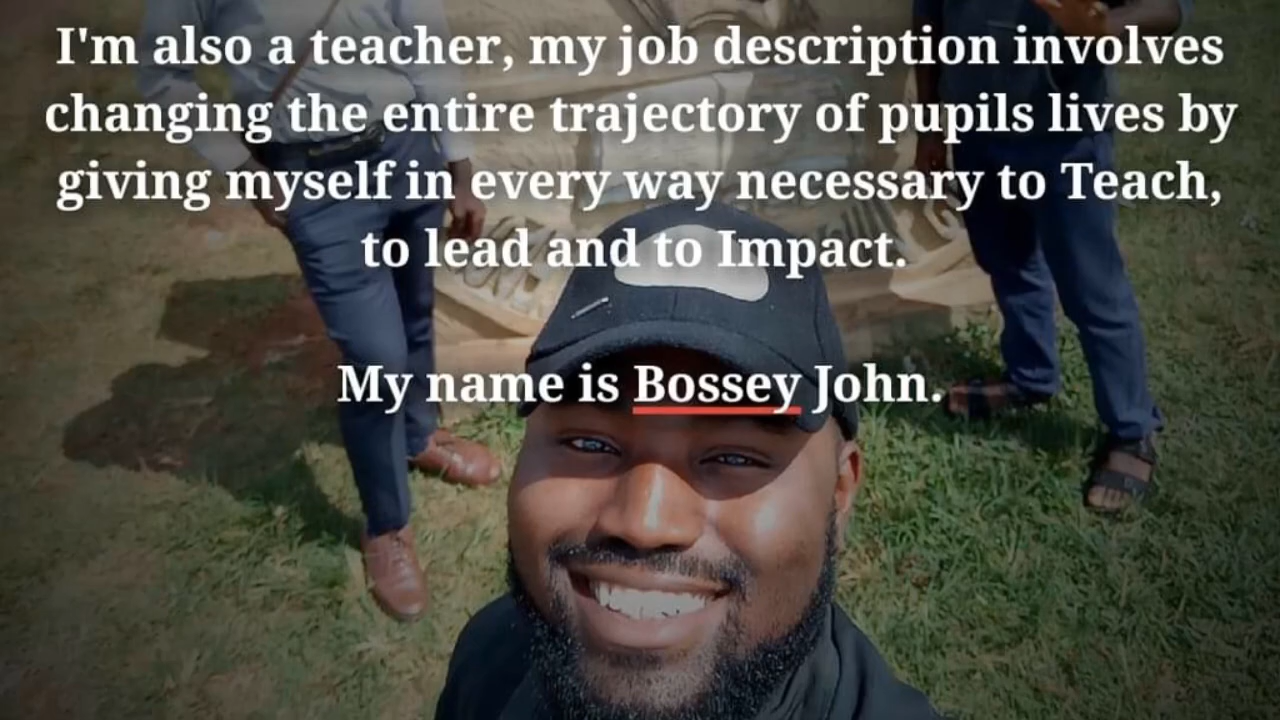 I'm also a teacher, my job description involves
changing the entire trajectory of pupils lives by
giving myself in every way necessary to Teach,
to lead and to Impact.
My name is Bossey John.